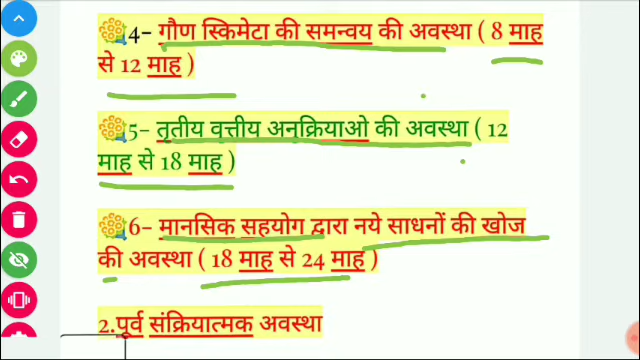 4- गौण स्किमेटा की समन्वय की अवस्था ( 8 माह
से 12 माह )
5- तृतीय वृत्तीय अनुक्रियाओ की अवस्था ( 12
माह से 18 माह )
6- मानसिक सहयोग द्वारा नये साधनों की खोज
की अवस्था ( 18 माह से 24 माह )
2.पूर्व संक्रियात्मक अवस्था